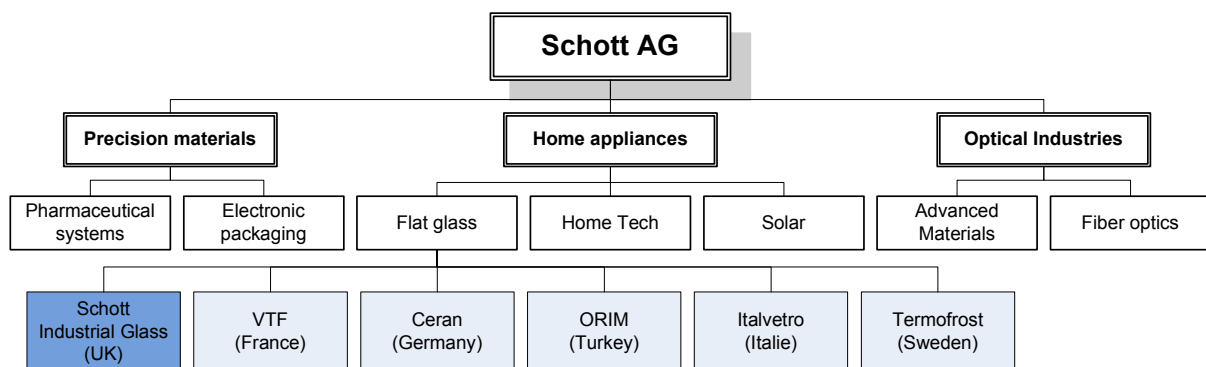 Schott AG
Precision materials
Home appliances
Optical Industries
Pharmaceutical
systems
Electronic
packaging
Flat glass
Home Tech
Solar
Advanced
Materials
Fiber optics
Schott
Industrial Glass
(UK)
VTF
(France)
Ceran
(Germany)
ORIM
(Turkey)
Italvetro
(Italie)
Termofrost
(Sweden)